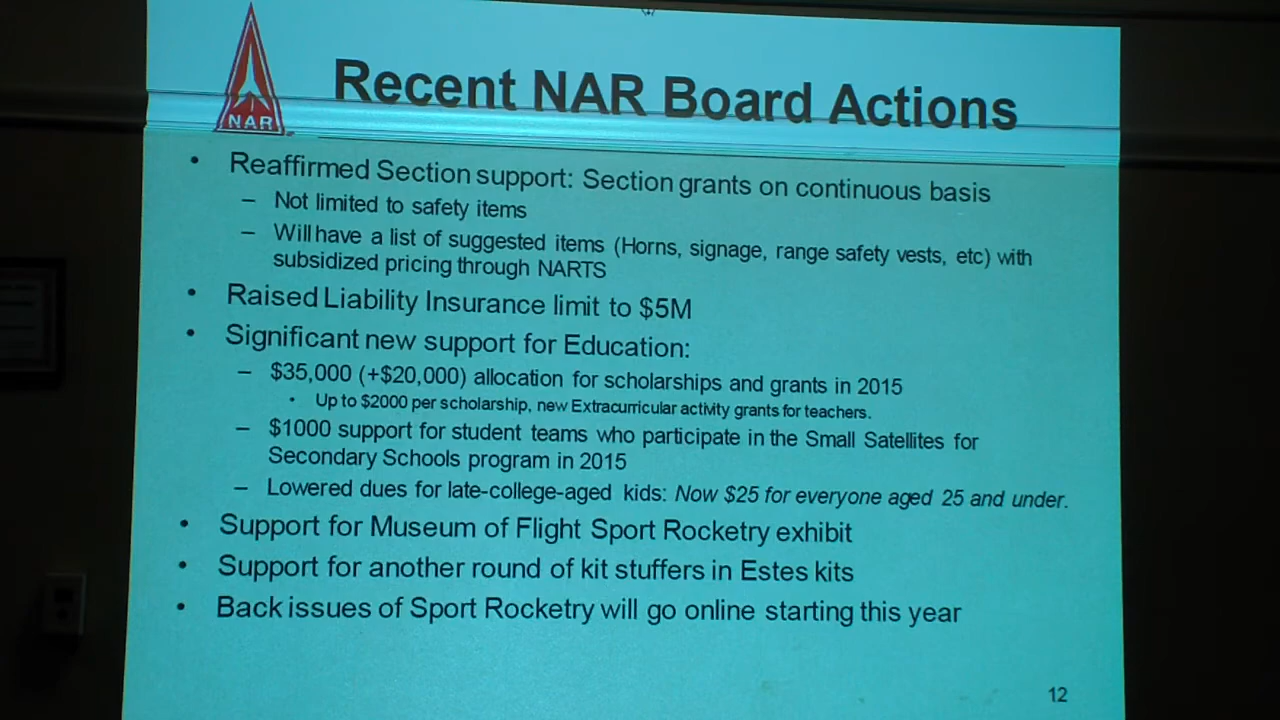 NAR
Recent NAR Board Actions
• Reaffirmed Section support: Section grants on continuous basis
– Not limited to safety items
– Will have a list of suggested items (Horns, signage, range safety vests, etc) with
subsidized pricing through NARTS
• Raised Liability Insurance limit to $5M
• Significant new support for Education:
– $35,000 (+$20,000) allocation for scholarships and grants in 2015
• Up to $2000 per scholarship, new Extracurricular activity grants for teachers.
– $1000 support for student teams who participate in the Small Satellites for
Secondary Schools program in 2015
– Lowered dues for late-college-aged kids: Now $25 for everyone aged 25 and under.
• Support for Museum of Flight Sport Rocketry exhibit
• Support for another round of kit stuffers in Estes kits
• Back issues of Sport Rocketry will go online starting this year
12